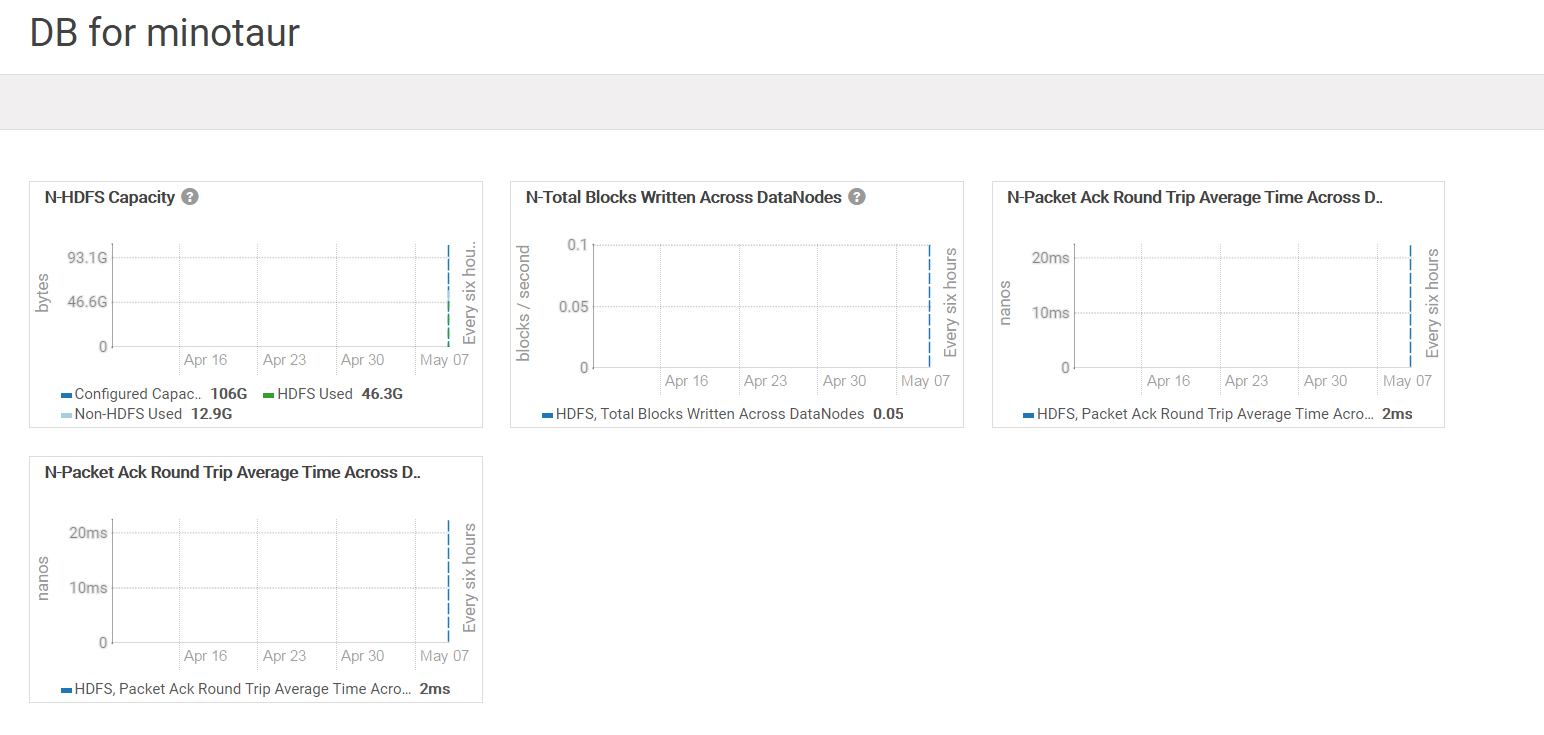 DB for minotaur
N-HDFS Capacity ?
bytes
93.1G
46.6G
0
Every six hou..
Apr 16 Apr 23 Apr 30 May 07
Configured Capac.. 106G HDFS Used 46.3G
Non-HDFS Used 12.9G
N-Total Blocks Written Across DataNodes ?
blocks / second
0.1
0.05
0
Every six hours
Apr 16 Apr 23 Apr 30 May 07
HDFS, Total Blocks Written Across DataNodes 0.05
N-Packet Ack Round Trip Average Time Across D..
nanos
20ms
10ms
0
Every six hours
Apr 16 Apr 23 Apr 30 May 07
HDFS, Packet Ack Round Trip Average Time Acro... 2ms
N-Packet Ack Round Trip Average Time Across D..
nanos
20ms
10ms
0
Every six hours
Apr 16 Apr 23 Apr 30 May 07
HDFS, Packet Ack Round Trip Average Time Acro... 2ms